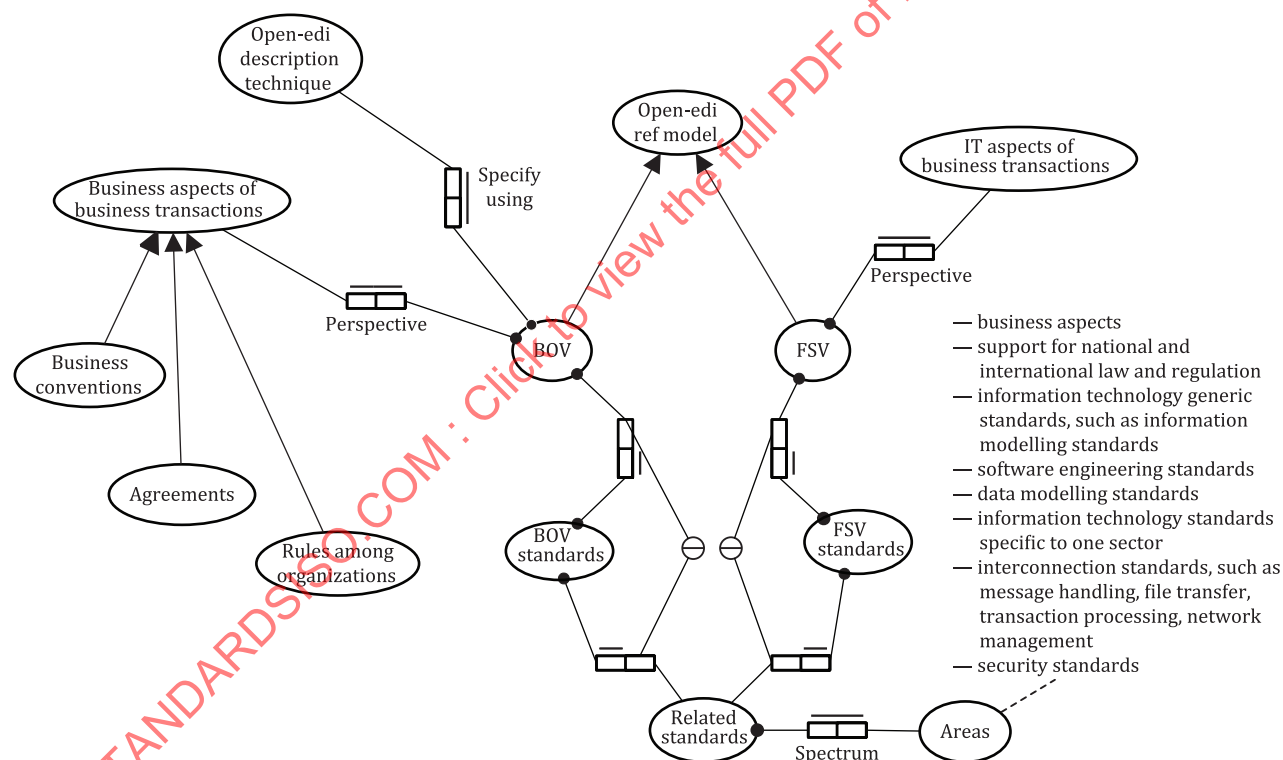 Open-edi
description
technique
Open-edi
ref model
IT aspects of
business transactions
Business aspects of
business transactions
Specify
using
Perspective
Perspective
BOV
FSV
Business
conventions
Agreements
Rules among
organizations
BOV
standards
FSV
standards
Related
standards
Spectrum
Areas
— business aspects
— support for national and
international law and regulation
— information technology generic
standards, such as information
modelling standards
— software engineering standards
— data modelling standards
— information technology standards
specific to one sector
— interconnection standards, such as
message handling, file transfer,
transaction processing, network
management
— security standards
TANDARDSISO.COM : Click to view the full PDF of